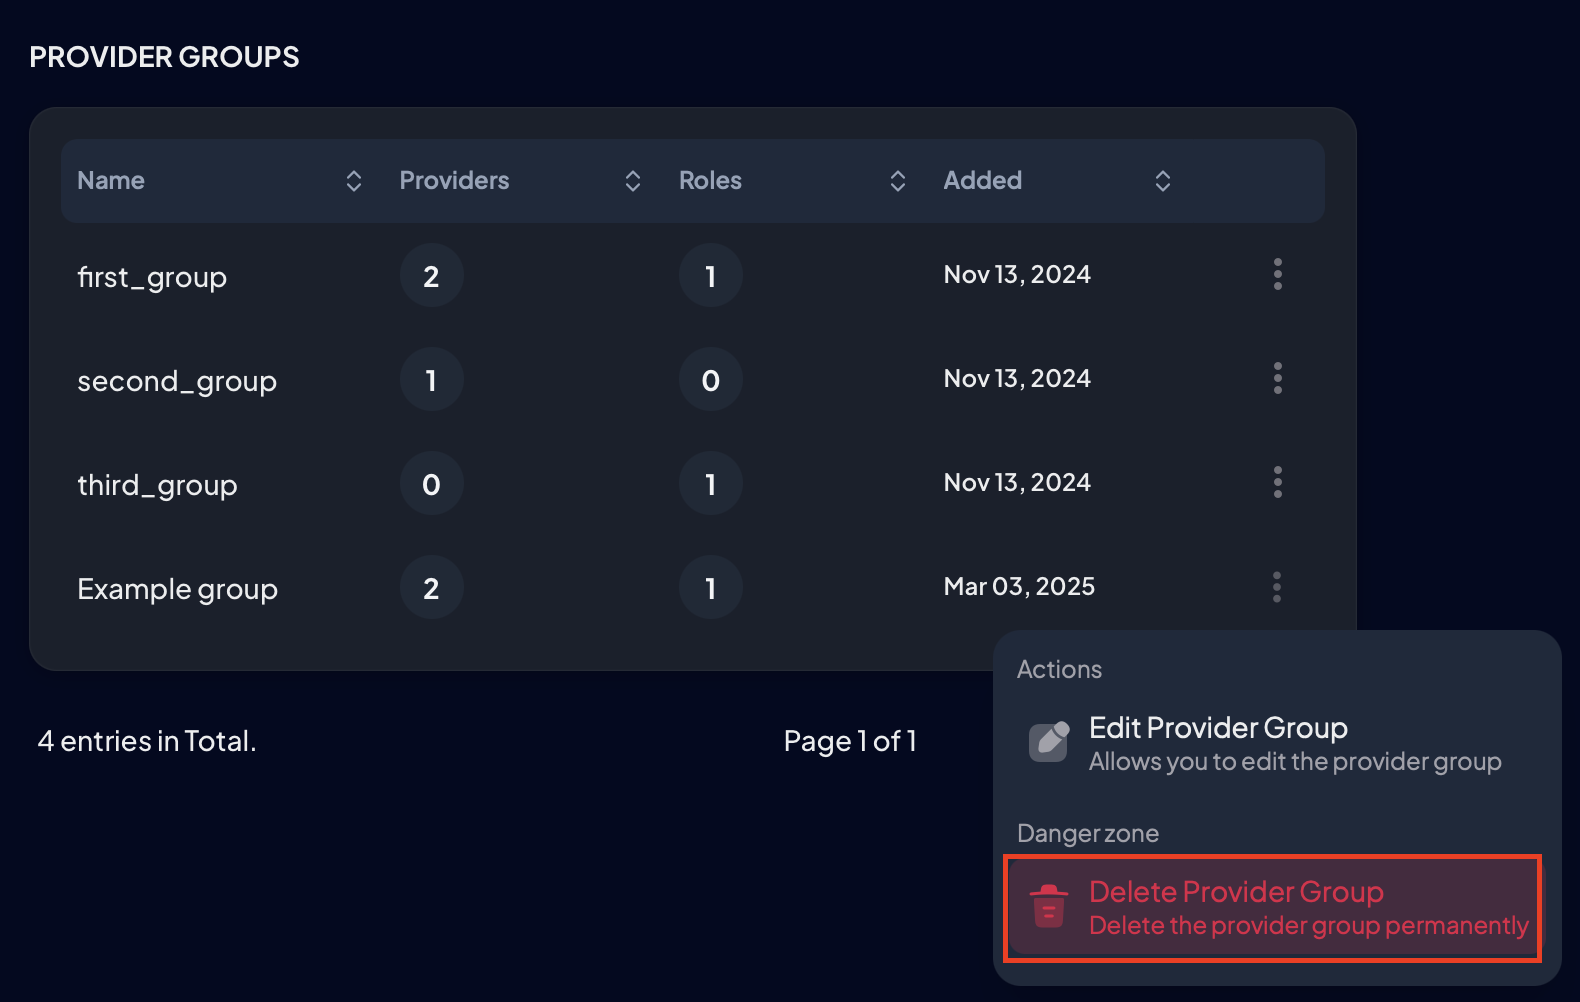 PROVIDER GROUPS
Name Providers Roles Added
first_group 2 1 Nov 13, 2024
second_group 1 0 Nov 13, 2024
third_group 0 1 Nov 13, 2024
Example group 2 1 Mar 03, 2025
4 entries in Total. Page 1 of 1
Actions
Edit Provider Group
Allows you to edit the provider group
Danger zone
Delete Provider Group
Delete the provider group permanently